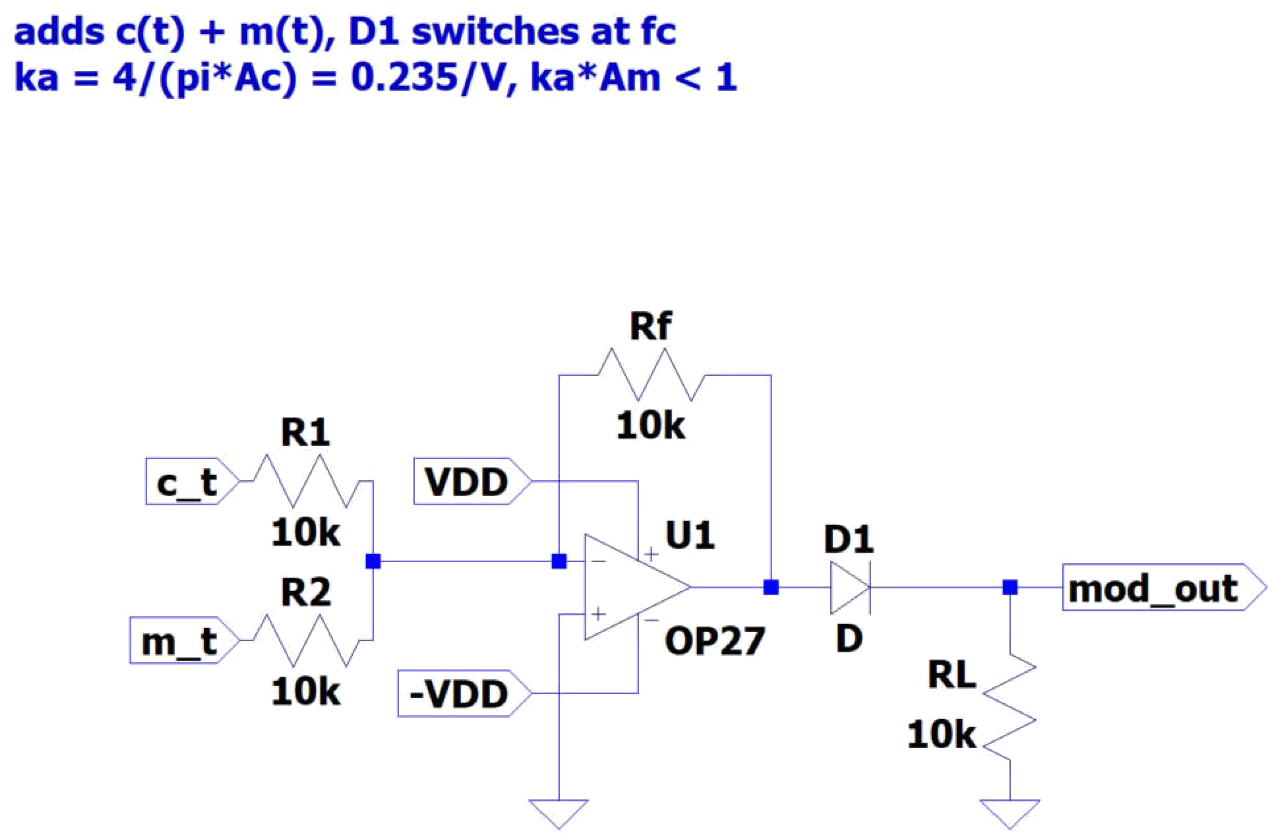 adds c(t) + m(t), D1 switches at fc
ka = 4/(pi*Ac) = 0.235/V, ka*Am < 1
Rf
10k
R1
c_t
10k
VDD
U1
+
−
+
−
OP27
R2
m_t
10k
-VDD
D1
D
mod_out
RL
10k